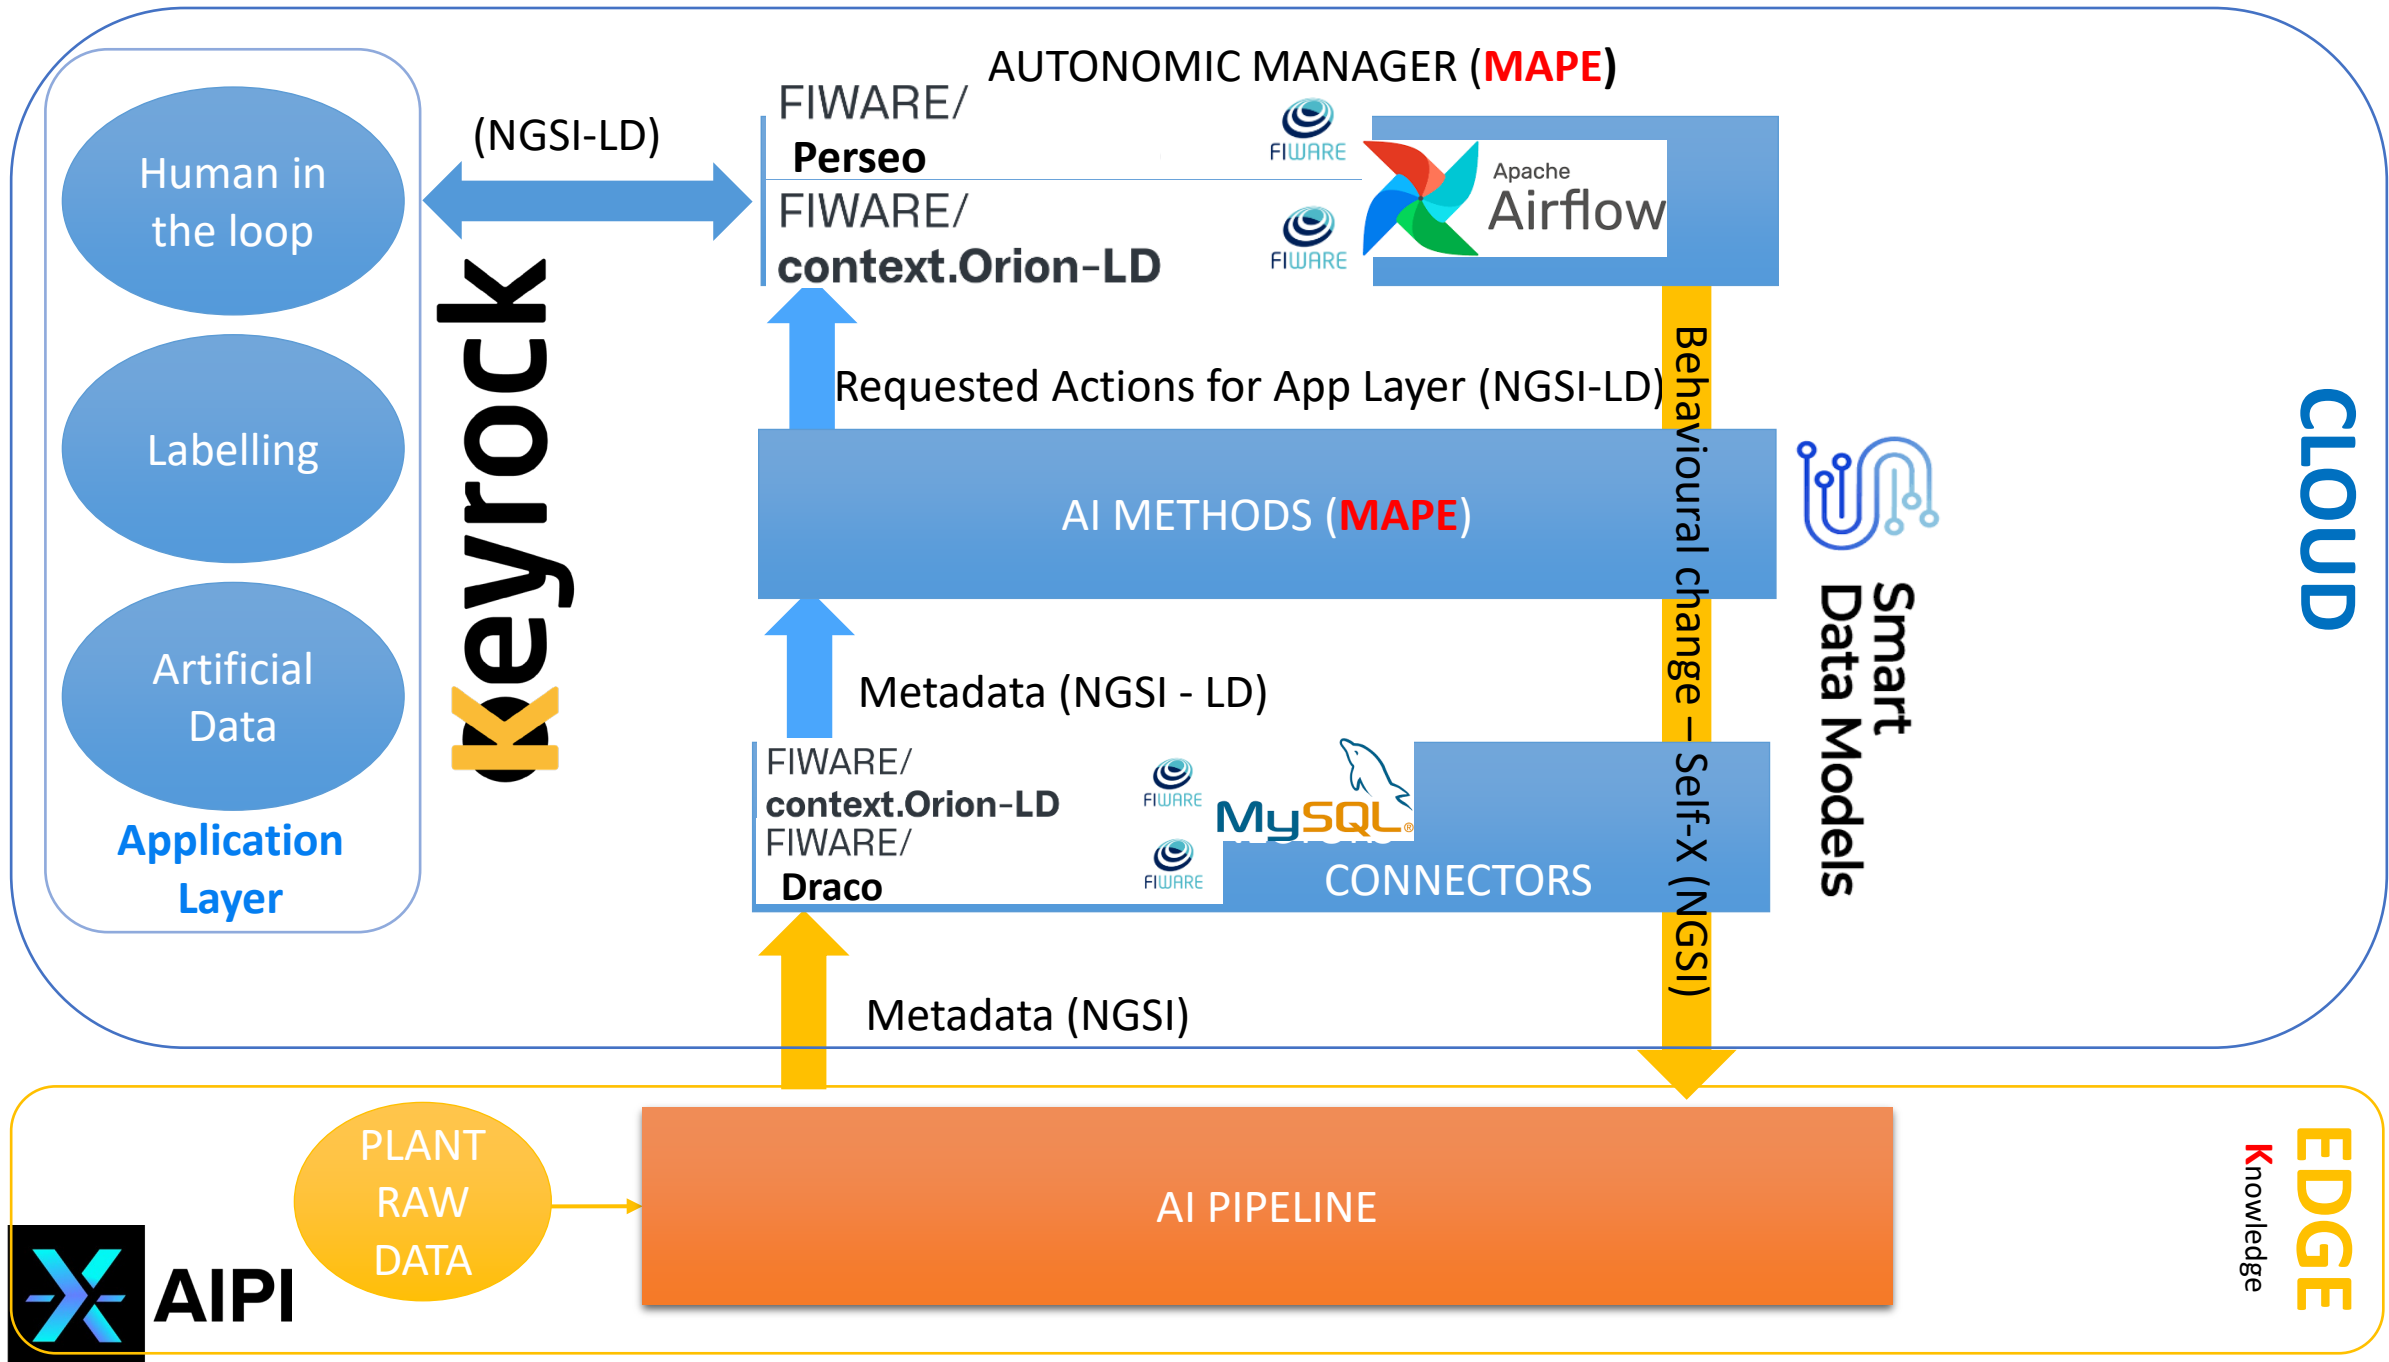 AUTONOMIC MANAGER (MAPE)
Human in
the loop
Labelling
Artificial
Data
Application
Layer
(NGSI-LD)
Keyrock
FIWARE/
Perseo
FIWARE
FIWARE/
context.Orion-LD
FIWARE
Apache
Airflow
Requested Actions for App Layer (NGSI-LD)
AI METHODS (MAPE)
Metadata (NGSI - LD)
FIWARE/
context.Orion-LD
FIWARE
FIWARE/
Draco
FIWARE
MySQL®
CONNECTORS
Metadata (NGSI)
Behavioural change – Self-X (NGSI)
Smart
Data Models
CLOUD
PLANT
RAW
DATA
AI PIPELINE
Knowledge
EDGE
AIPI